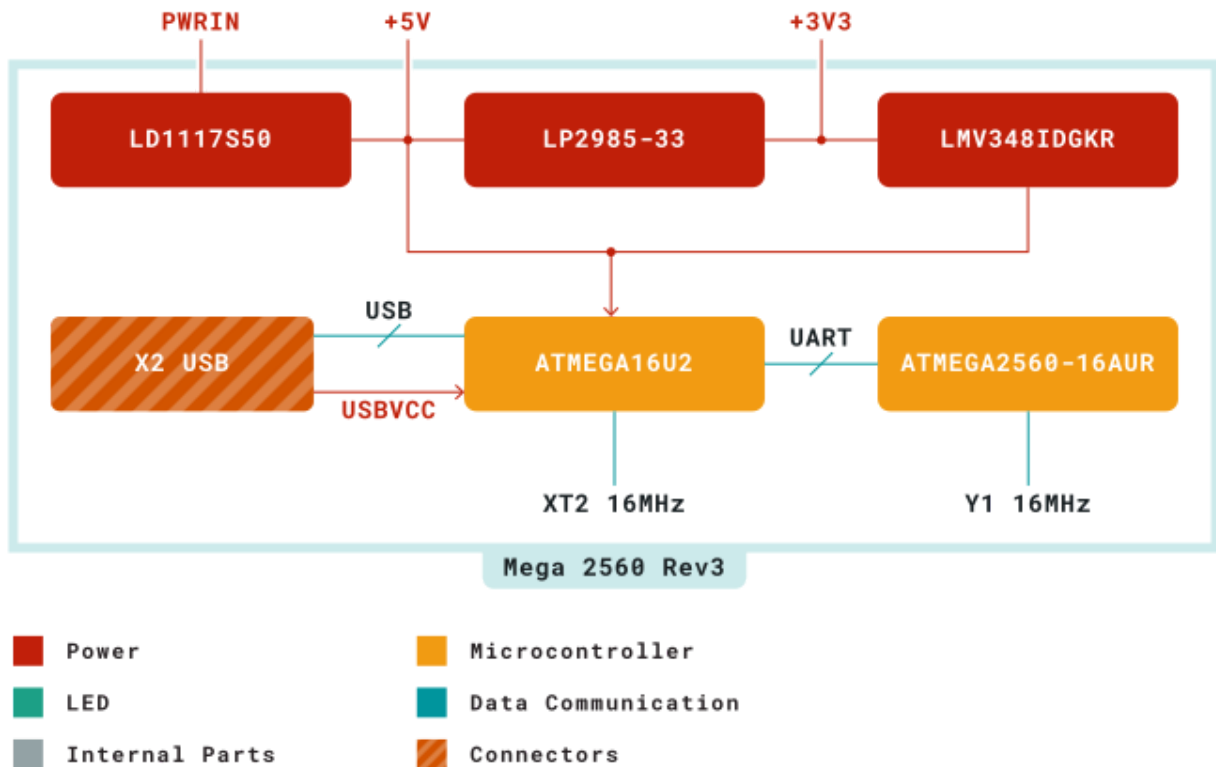 PWRIN
+5V
+3V3
LD1117S50
LP2985-33
LMV348IDGKR
USB
UART
X2 USB
ATMEGA16U2
ATMEGA2560-16AUR
USBVCC
XT2 16MHz
Y1 16MHz
Mega 2560 Rev3
Power
Microcontroller
LED
Data Communication
Internal Parts
Connectors